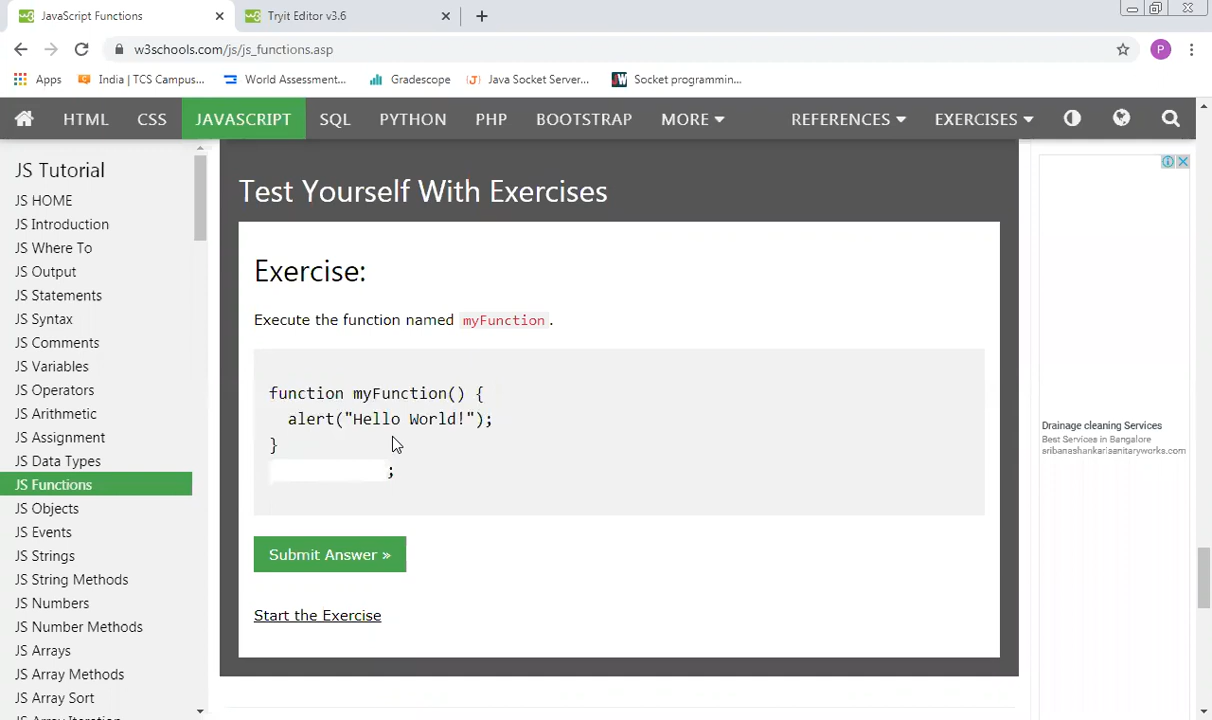 JavaScript Functions
Tryit Editor v3.6
w3schools.com/js/js_functions.asp
P
Apps
India | TCS Campus...
World Assessment...
Gradescope
Java Socket Server...
Socket programmin...
HTML
CSS
JAVASCRIPT
SQL
PYTHON
PHP
BOOTSTRAP
MORE
REFERENCES
EXERCISES
JS Tutorial
JS HOME
JS Introduction
JS Where To
JS Output
JS Statements
JS Syntax
JS Comments
JS Variables
JS Operators
JS Arithmetic
JS Assignment
JS Data Types
JS Functions
JS Objects
JS Events
JS Strings
JS String Methods
JS Numbers
JS Number Methods
JS Arrays
JS Array Methods
JS Array Sort
JS Array Iteration
Test Yourself With Exercises
Exercise:
Execute the function named myFunction.
function myFunction() {
alert("Hello World!");
}
;
Submit Answer »
Start the Exercise
Drainage cleaning Services
Best Services in Bangalore
sribanashankarisanitaryworks.com